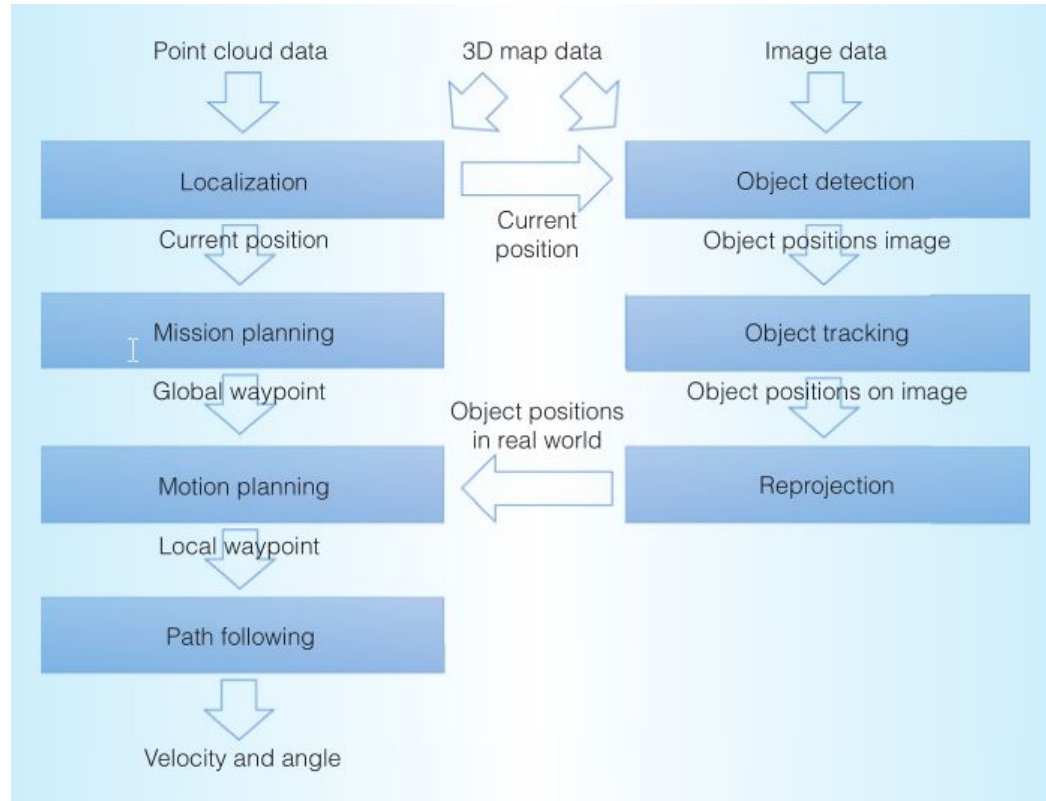 Point cloud data
3D map data
Image data
Localization
Current
position
Object detection
Current position
Object positions image
Mission planning
Object tracking
Global waypoint
Object positions on image
Object positions
in real world
Motion planning
Reprojection
Local waypoint
Path following
Velocity and angle